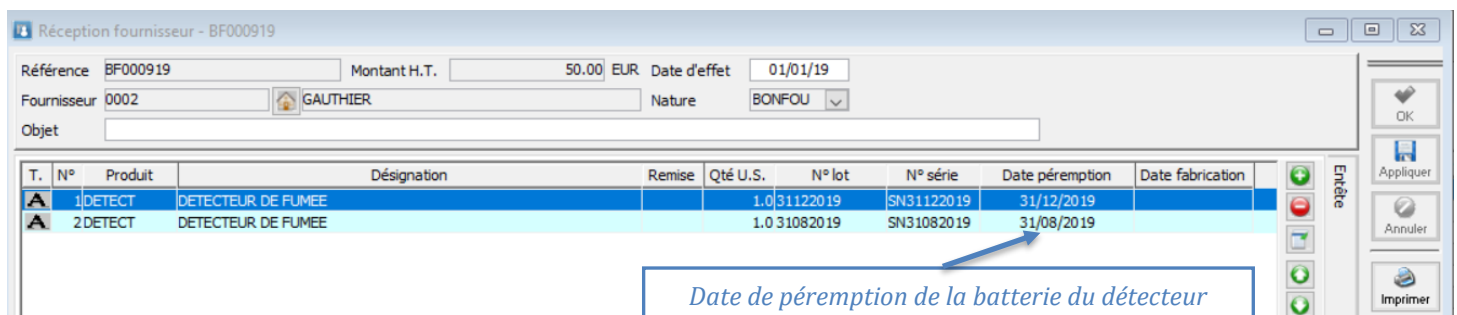 Réception fournisseur - BF000919
Référence BF000919 Montant H.T. 50.00 EUR Date d'effet 01/01/19
Fournisseur 0002 GAUTHIER Nature BONFOU
Objet
OK
Appliquer
Annuler
Imprimer
Entête
T. N° Produit Désignation Remise Qté U.S. N° lot N° série Date péremption Date fabrication
A 1 DETECT DETECTEUR DE FUMEE 1.0 31122019 SN31122019 31/12/2019
A 2 DETECT DETECTEUR DE FUMEE 1.0 31082019 SN31082019 31/08/2019
Date de péremption de la batterie du détecteur